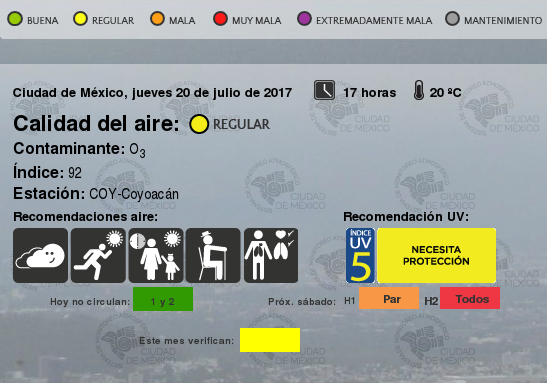 BUENA REGULAR MALA MUY MALA EXTREMADAMENTE MALA MANTENIMIENTO
Ciudad de México, jueves 20 de julio de 2017 17 horas 20 ºC
Calidad del aire: REGULAR
Contaminante: O3
Índice: 92
Estación: COY-Coyoacán
Recomendaciones aire: Recomendación UV:
ÍNDICE
UV
5
NECESITA
PROTECCIÓN
Hoy no circulan: 1 y 2 Próx. sábado: H1 Par H2 Todos
Este mes verifican:
CIUDAD
DE MÉXICO